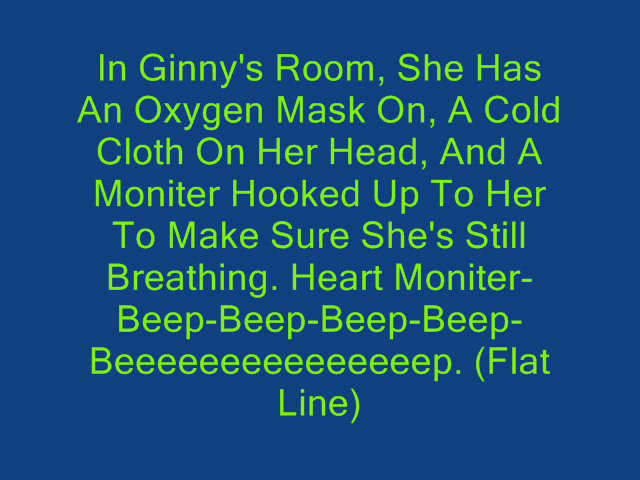 In Ginny's Room, She Has
An Oxygen Mask On, A Cold
Cloth On Her Head, And A
Moniter Hooked Up To Her
To Make Sure She's Still
Breathing. Heart Moniter-
Beep-Beep-Beep-Beep-
Beeeeeeeeeeeeeeep. (Flat
Line)